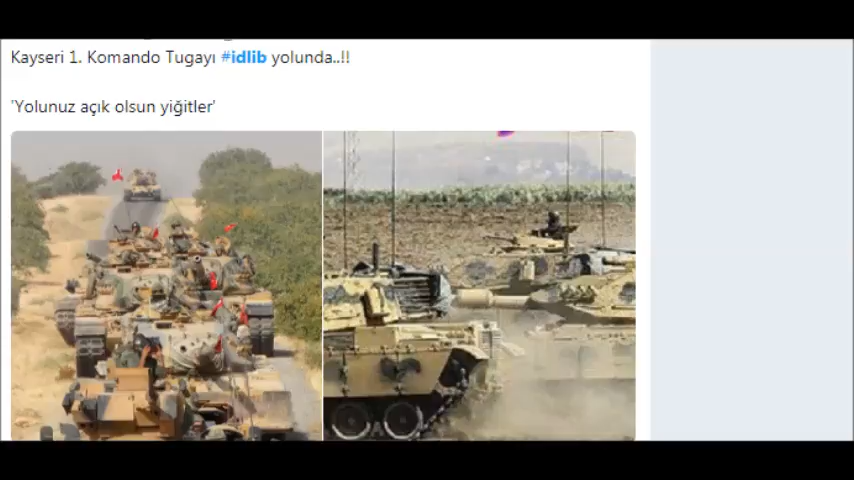 Kayseri 1. Komando Tugayı #idlib yolunda..!!
'Yolunuz açık olsun yiğitler'